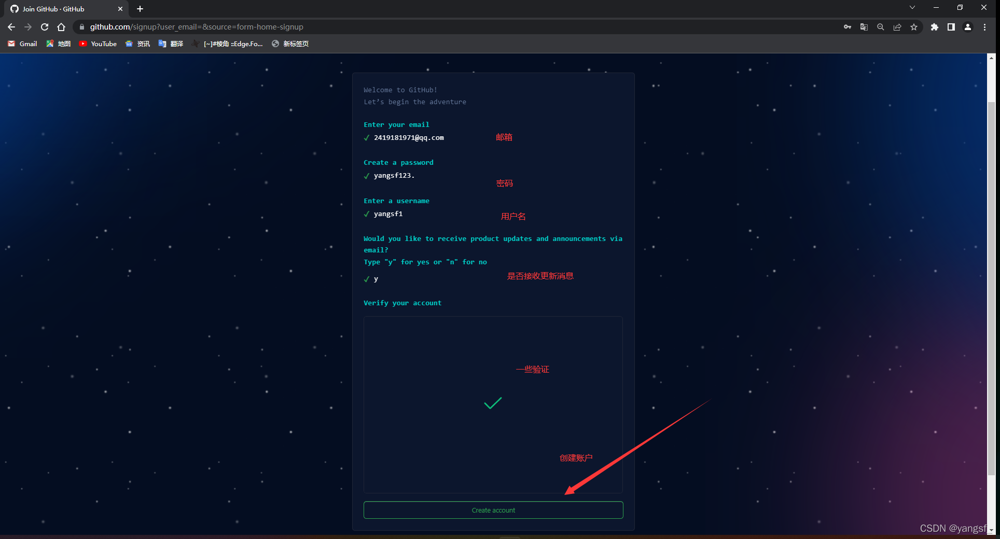 Join GitHub · GitHub
github.com/signup?user_email=&source=form-home-signup
Gmail
地图
YouTube
资讯
翻译
[~]#棱角 ::Edge.Fo...
新标签页
Welcome to GitHub!
Let’s begin the adventure
Enter your email
2419181971@qq.com
邮箱
Create a password
yangsf123.
密码
Enter a username
yangsf1
用户名
Would you like to receive product updates and announcements via
email?
Type "y" for yes or "n" for no
y
是否接收更新消息
Verify your account
一些验证
创建账户
Create account
CSDN @yangsf